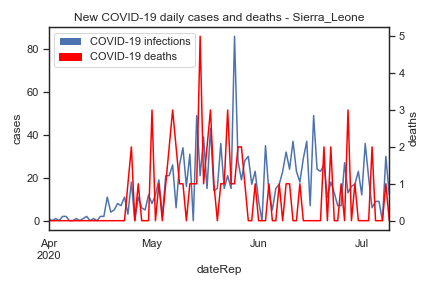 New COVID-19 daily cases and deaths - Sierra_Leone
COVID-19 infections
COVID-19 deaths
80
60
40
20
0
cases
5
4
3
2
1
0
deaths
Apr
2020
May
Jun
Jul
dateRep